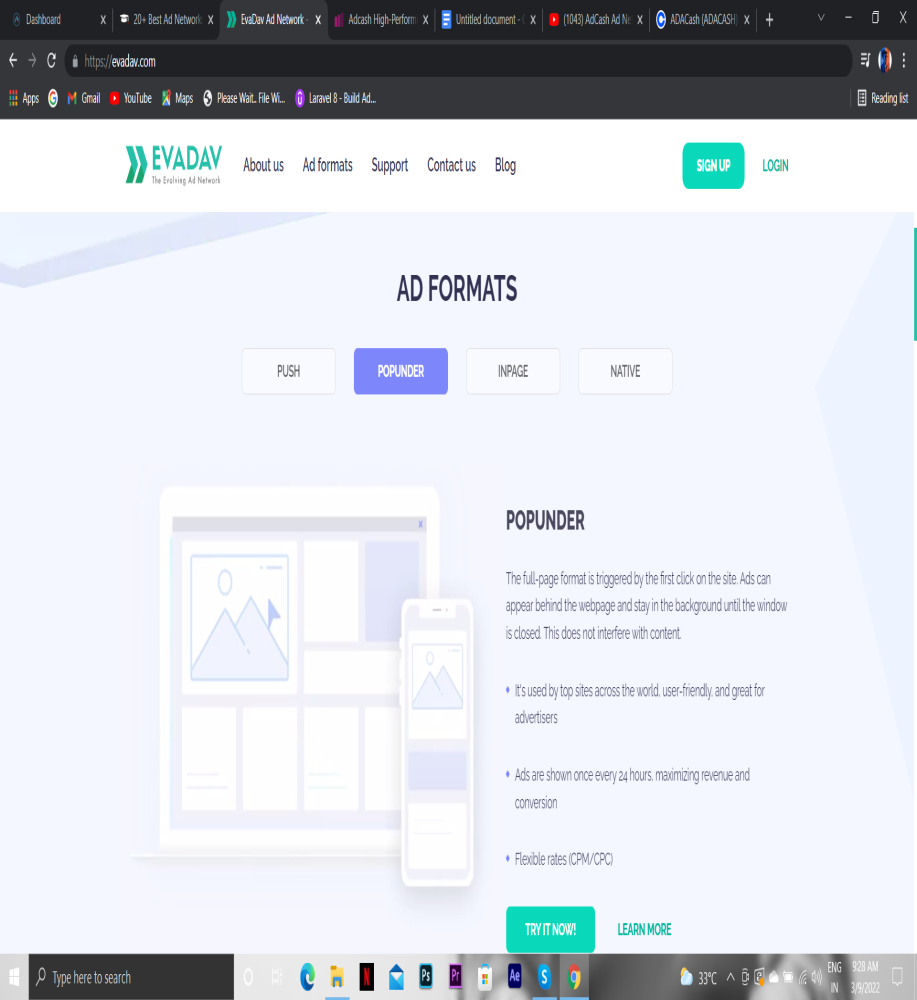 Dashboard
20+ Best Ad Network
EvaDav Ad Network -
Adcash High-Perform
Untitled document -
(1043) AdCash Ad Ne
ADACash (ADACASH)
https://evadav.com
Apps
Gmail
YouTube
Maps
Please Wait.. File Wi...
Laravel 8 - Build Ad...
Reading list
EVADAV
The Evolving Ad Network
About us
Ad formats
Support
Contact us
Blog
SIGN UP
LOGIN
AD FORMATS
PUSH
POPUNDER
INPAGE
NATIVE
POPUNDER
The full-page format is triggered by the first click on the site. Ads can
appear behind the webpage and stay in the background until the window
is closed. This does not interfere with content.
It's used by top sites across the world, user-friendly, and great for
advertisers
Ads are shown once every 24 hours, maximizing revenue and
conversion
Flexible rates (CPM/CPC)
TRY IT NOW!
LEARN MORE
Type here to search
Ps
Pr
Ae
33°C
ENG
IN
9:28 AM
3/9/2022